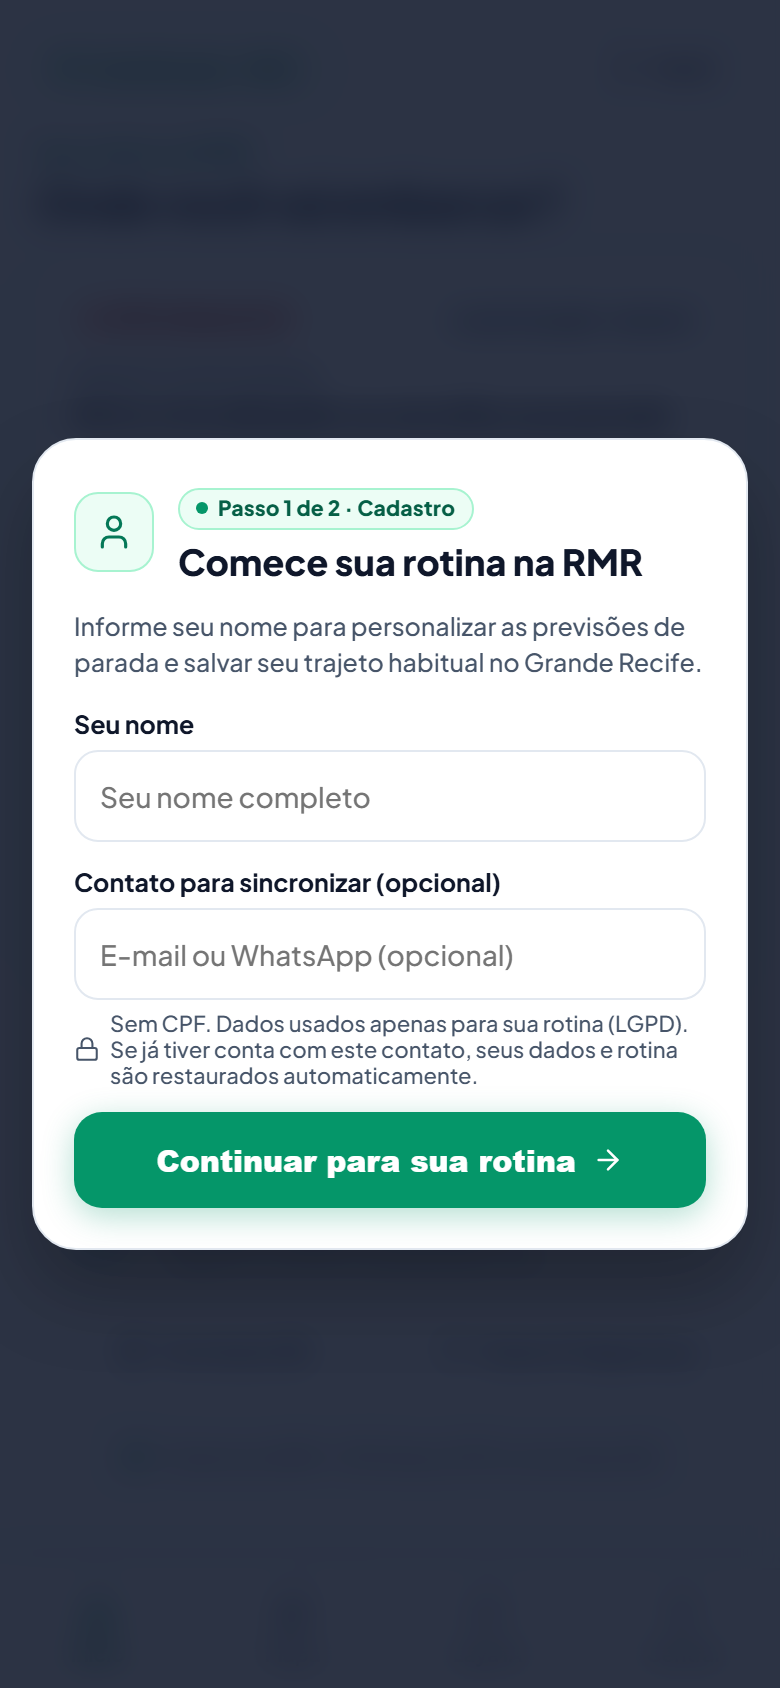 Passo 1 de 2 · Cadastro
Comece sua rotina na RMR
Informe seu nome para personalizar as previsões de
parada e salvar seu trajeto habitual no Grande Recife.
Seu nome
Seu nome completo
Contato para sincronizar (opcional)
E-mail ou WhatsApp (opcional)
Sem CPF. Dados usados apenas para sua rotina (LGPD).
Se já tiver conta com este contato, seus dados e rotina
são restaurados automaticamente.
Continuar para sua rotina →